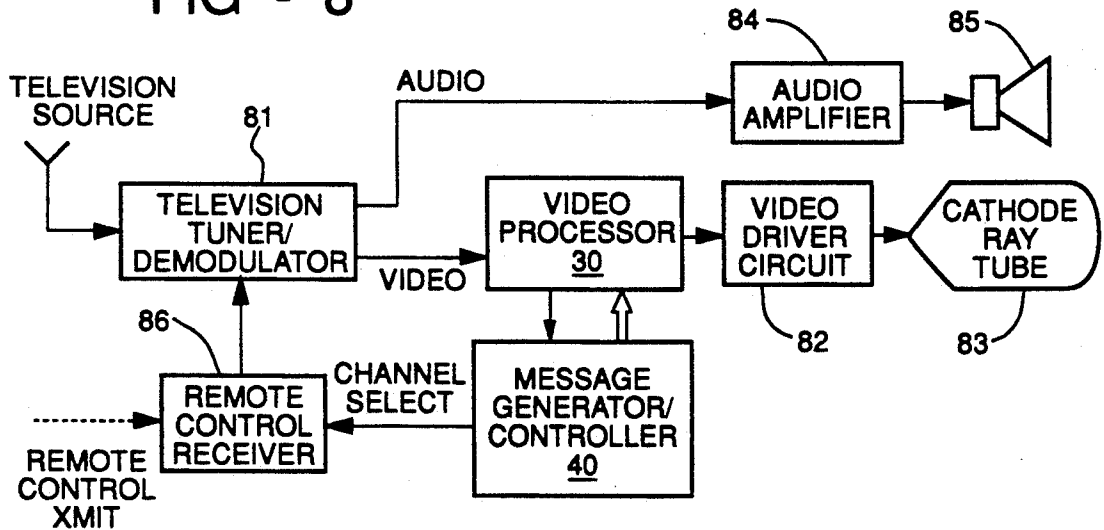 FIG - 8
84
85
TELEVISION
SOURCE
81
AUDIO
AUDIO
AMPLIFIER
TELEVISION
TUNER/
DEMODULATOR
VIDEO
VIDEO
PROCESSOR
30
VIDEO
DRIVER
CIRCUIT
CATHODE
RAY
TUBE
86
82
83
REMOTE
CONTROL
RECEIVER
CHANNEL
SELECT
MESSAGE
GENERATOR/
CONTROLLER
40
REMOTE
CONTROL
XMIT